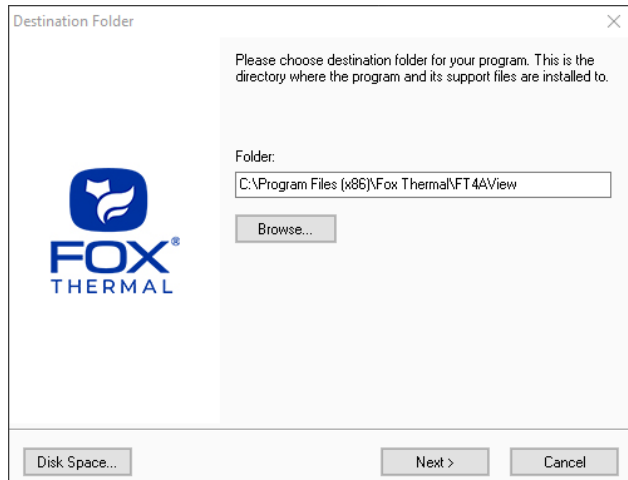 Destination Folder
Please choose destination folder for your program. This is the
directory where the program and its support files are installed to.
Folder:
C:\Program Files (x86)\Fox Thermal\FT4AView
Browse...
FOX®
THERMAL
Disk Space...
Next >
Cancel